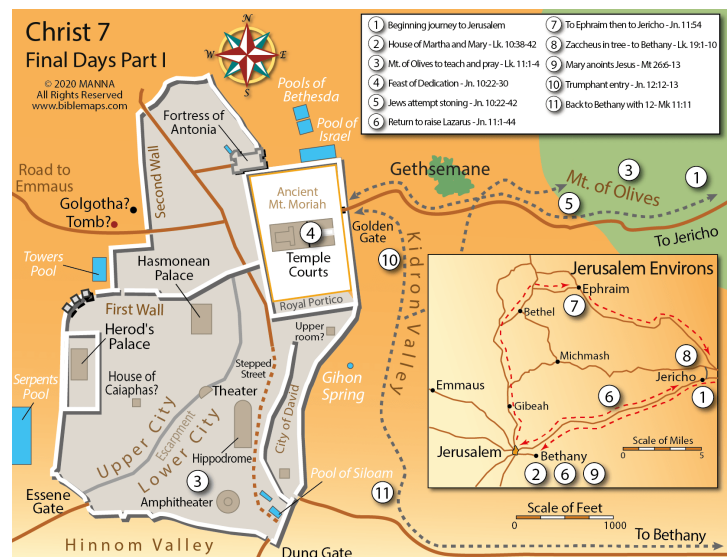 Christ 7
Final Days Part I
© 2020 MANNA
All Rights Reserved
www.biblemaps.com
N
W
E
S
1 Beginning journey to Jerusalem
2 House of Martha and Mary - Lk. 10:38-42
3 Mt. of Olives to teach and pray - Lk. 11:1-4
4 Feast of Dedication - Jn. 10:22-30
5 Jews attempt stoning - Jn. 10:22-42
6 Return to raise Lazarus - Jn. 11:1-44
7 To Ephraim then to Jericho - Jn. 11:54
8 Zaccheus in tree - to Bethany - Lk. 19:1-10
9 Mary anoints Jesus - Mt 26:6-13
10 Trumphant entry - Jn. 12:12-13
11 Back to Bethany with 12- Mk 11:11
Pools of
Bethesda
Pool of
Israel
Fortress of
Antonia
Road to
Emmaus
Second Wall
Golgotha?
Tomb?
Ancient
Mt. Moriah
4
Temple
Courts
Royal Portico
Gethsemane
3
1
Mt. of Olives
5
To Jericho
Golden
Gate
10
Kidron Valley
Towers
Pool
Hasmonean
Palace
First Wall
Herod's
Palace
Upper
room?
Serpents
Pool
House of
Caiaphas?
Stepped
Street
Theater
Gihon
Spring
City of David
Upper City
Escarpment
Lower City
Hippodrome
3
Amphitheater
Pool of Siloam
11
Essene
Gate
Hinnom Valley
Dung Gate
Jerusalem Environs
7
Ephraim
Bethel
Michmash
8
Jericho
1
Emmaus
Gibeah
6
Jerusalem
Bethany
2
6
9
Scale of Miles
0
5
Scale of Feet
0
1000
To Bethany